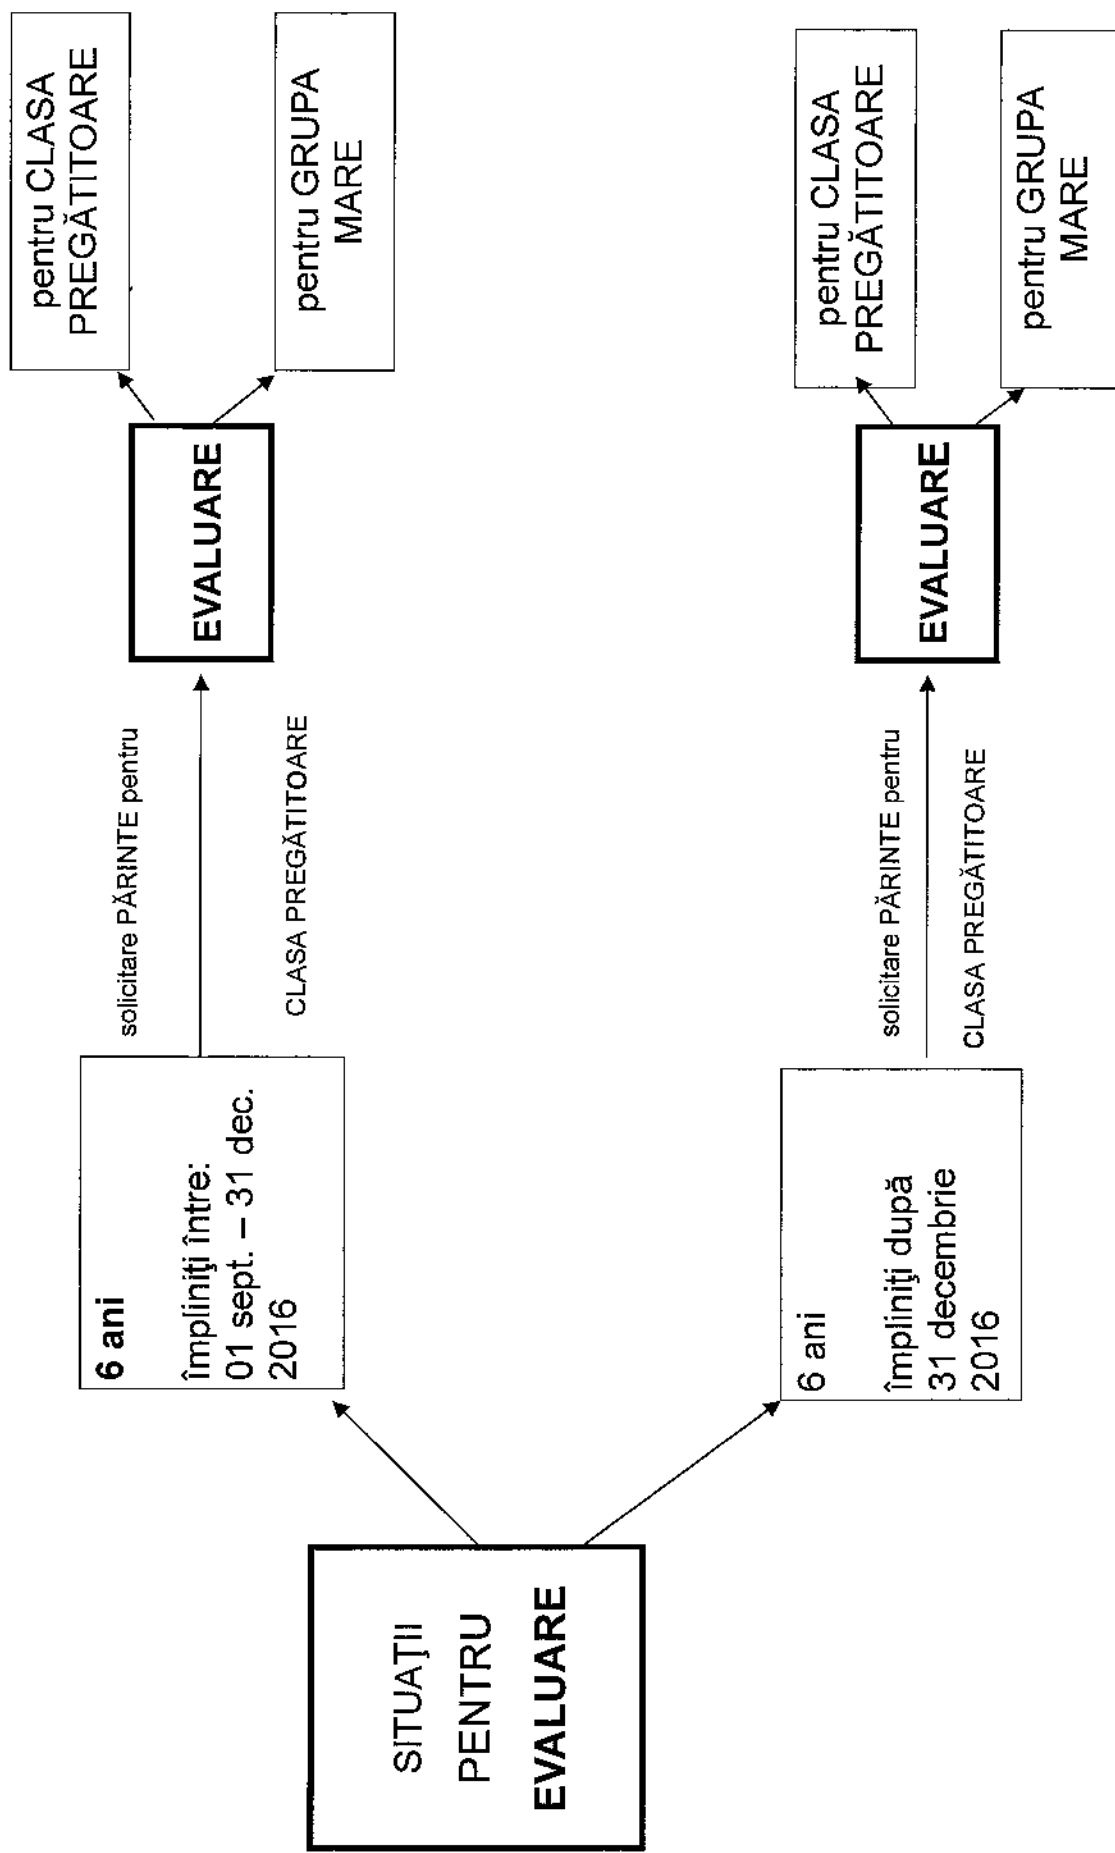 SITUAŢII
PENTRU
EVALUARE
6 ani
împliniţi între:
01 sept. – 31 dec.
2016
solicitare PĂRINTE pentru
CLASA PREGĂTITOARE
EVALUARE
pentru CLASA
PREGĂTITOARE
pentru GRUPA
MARE
6 ani
împliniţi după
31 decembrie
2016
solicitare PĂRINTE pentru
CLASA PREGĂTITOARE
EVALUARE
pentru CLASA
PREGĂTITOARE
pentru GRUPA
MARE